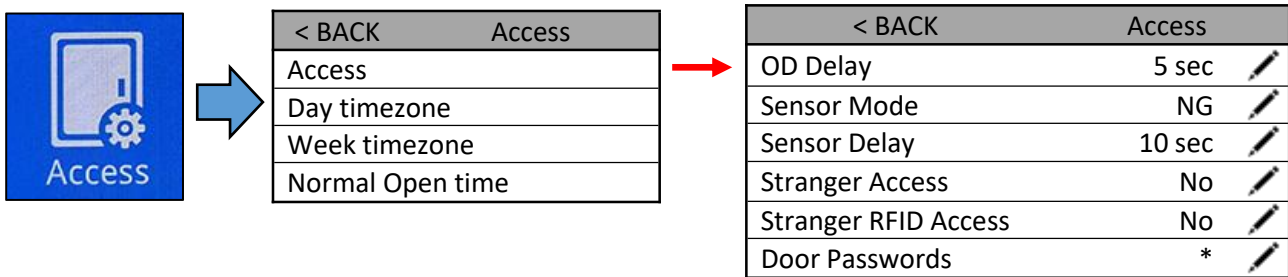 Access
< BACK Access
Access
Day timezone
Week timezone
Normal Open time
< BACK Access
OD Delay 5 sec
Sensor Mode NG
Sensor Delay 10 sec
Stranger Access No
Stranger RFID Access No
Door Passwords *